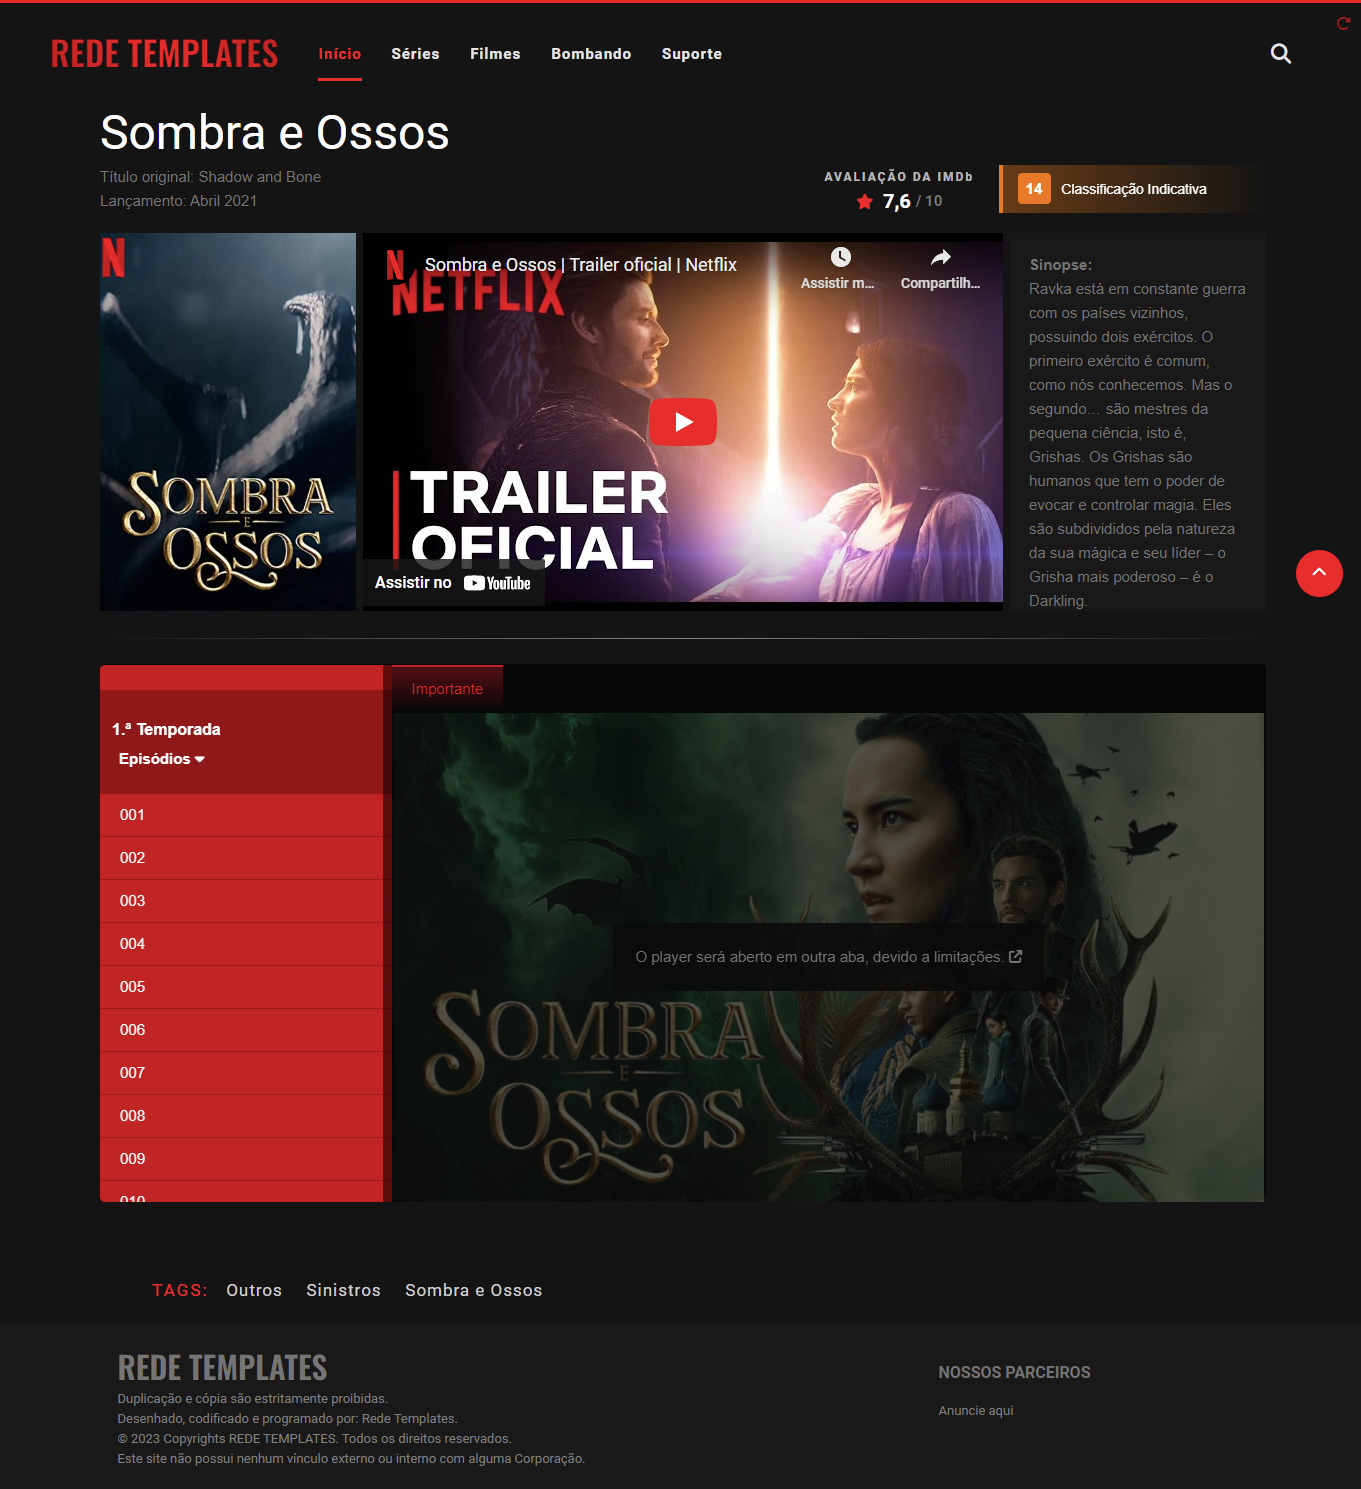 REDE TEMPLATES
Início Séries Filmes Bombando Suporte
Sombra e Ossos
Título original: Shadow and Bone
Lançamento: Abril 2021
AVALIAÇÃO DA IMDb
7,6 / 10
14 Classificação Indicativa
N
SOMBRA
E
OSSOS
N
Sombra e Ossos | Trailer oficial | Netflix
Assistir m...
Compartilh...
NETFLIX
TRAILER
OFICIAL
Assistir no YouTube
Sinopse:
Ravka está em constante guerra
com os países vizinhos,
possuindo dois exércitos. O
primeiro exército é comum,
como nós conhecemos. Mas o
segundo… são mestres da
pequena ciência, isto é,
Grishas. Os Grishas são
humanos que tem o poder de
evocar e controlar magia. Eles
são subdivididos pela natureza
da sua mágica e seu líder – o
Grisha mais poderoso – é o
Darkling.
1.ª Temporada
Episódios
001
002
003
004
005
006
007
008
009
010
Importante
O player será aberto em outra aba, devido a limitações.
SOMBRA
E
OSSOS
TAGS: Outros Sinistros Sombra e Ossos
REDE TEMPLATES
Duplicação e cópia são estritamente proibidas.
Desenhado, codificado e programado por: Rede Templates.
© 2023 Copyrights REDE TEMPLATES. Todos os direitos reservados.
Este site não possui nenhum vínculo externo ou interno com alguma Corporação.
NOSSOS PARCEIROS
Anuncie aqui